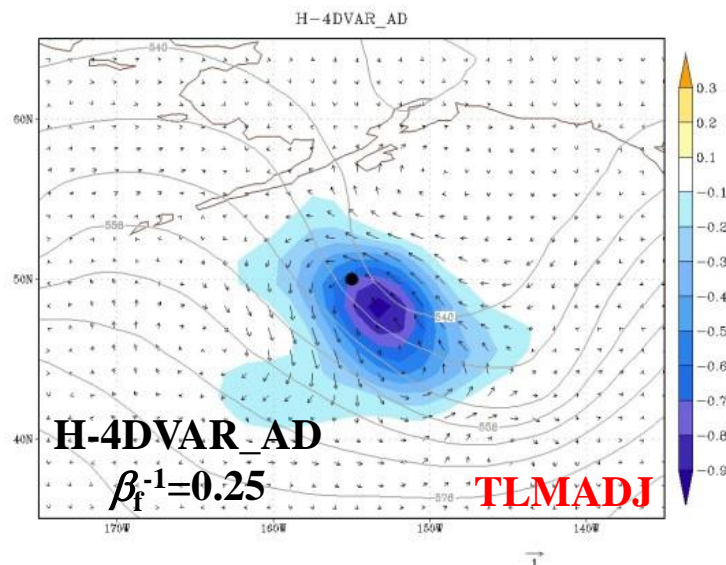 H-4DVAR_AD
0.3
0.2
0.1
-0.1
-0.2
-0.3
-0.4
-0.5
-0.6
-0.7
-0.8
-0.9
60N
50N
40N
540
558
540
558
576
H-4DVAR_AD
βf-1=0.25
TLMADJ
170W
160W
150W
140W
1